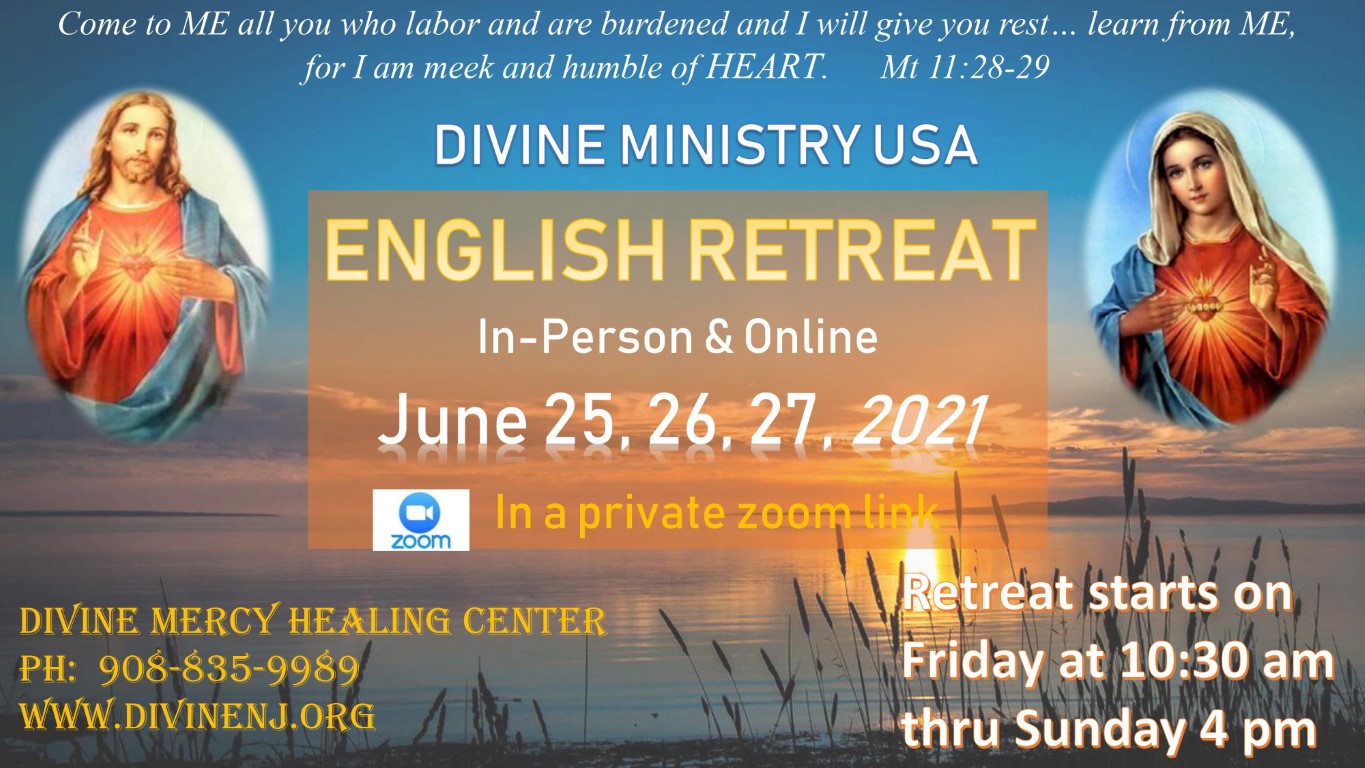 Come to ME all you who labor and are burdened and I will give you rest... learn from ME,
for I am meek and humble of HEART. Mt 11:28-29
DIVINE MINISTRY USA
ENGLISH RETREAT
In-Person & Online
June 25, 26, 27, 2021
zoom
In a private zoom link
DIVINE MERCY HEALING CENTER
PH: 908-835-9989
WWW.DIVINENJ.ORG
Retreat starts on
Friday at 10:30 am
thru Sunday 4 pm